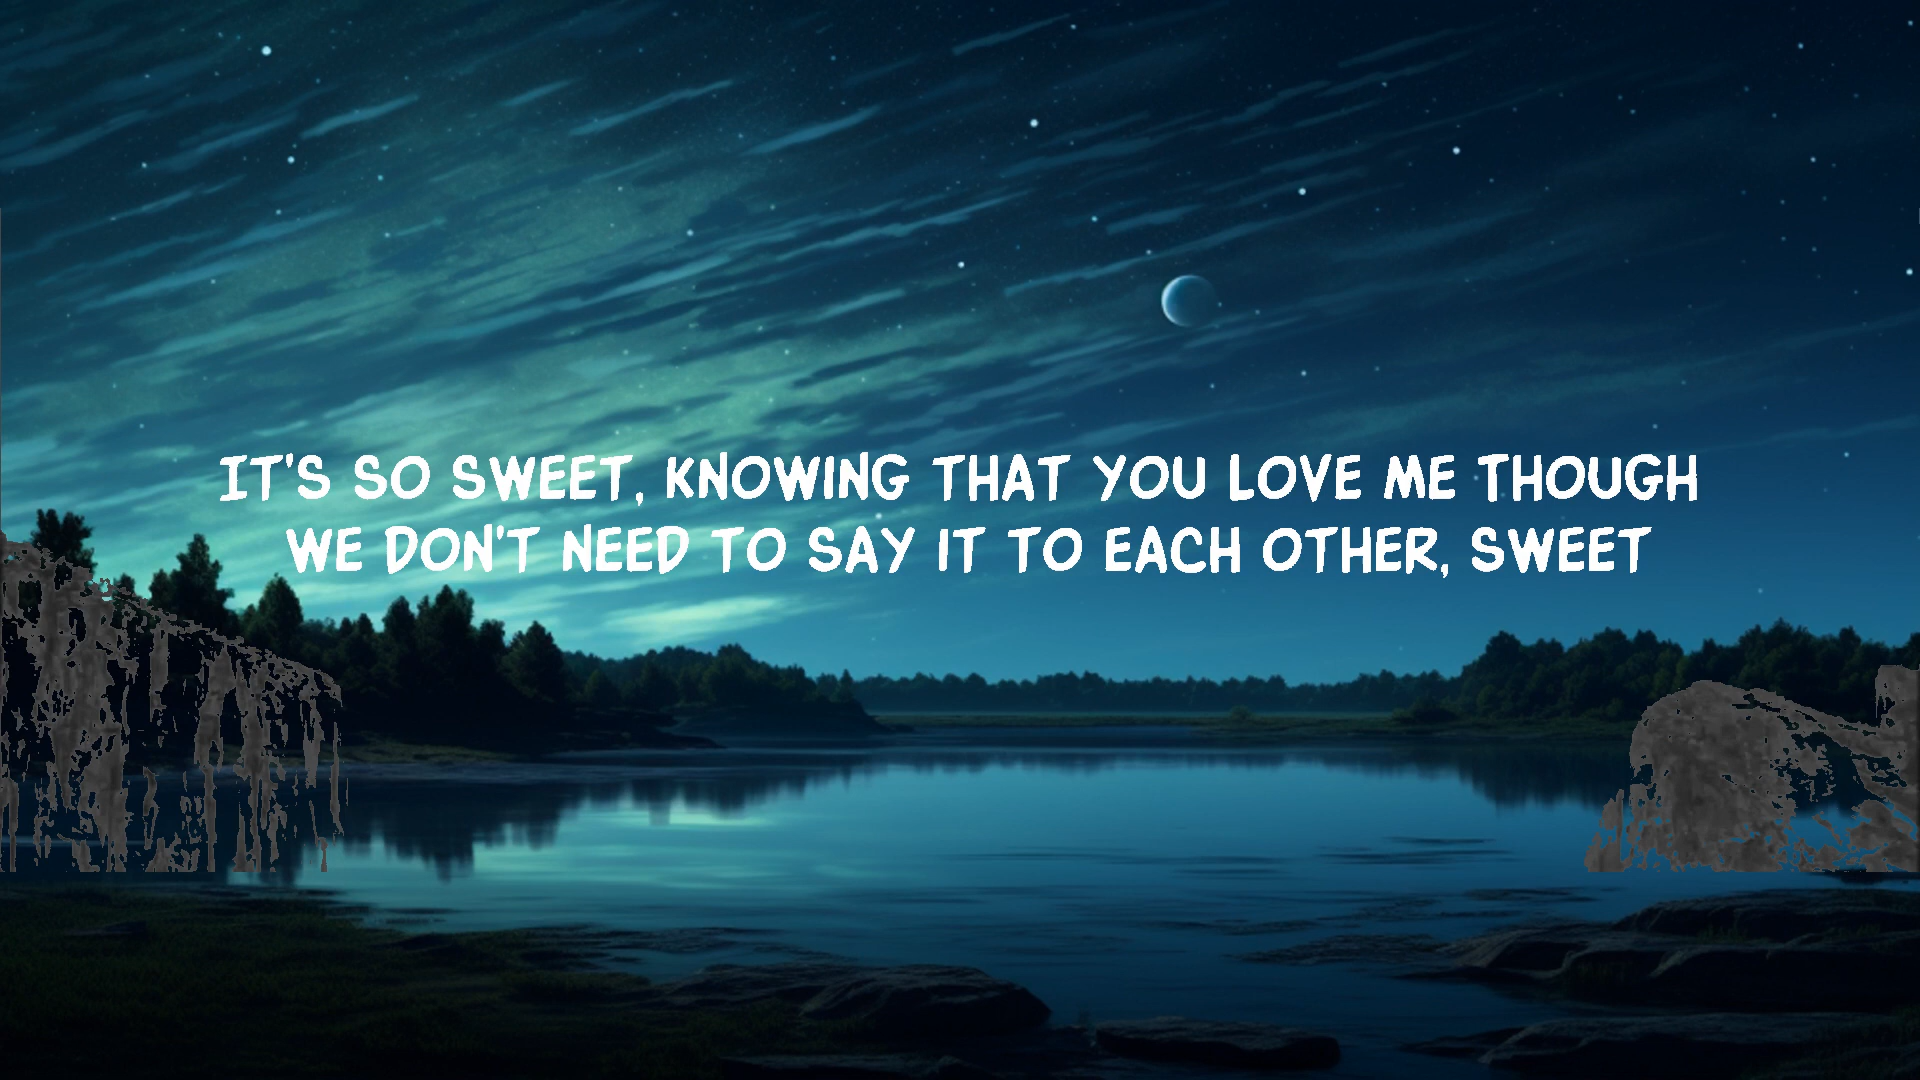 IT'S SO SWEET, KNOWING THAT YOU LOVE ME THOUGH
WE DON'T NEED TO SAY IT TO EACH OTHER, SWEET